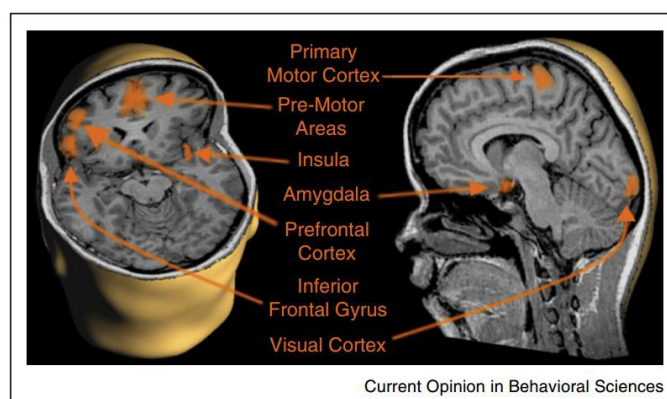 Primary
Motor Cortex
Pre-Motor
Areas
Insula
Amygdala
Prefrontal
Cortex
Inferior
Frontal Gyrus
Visual Cortex
Current Opinion in Behavioral Sciences